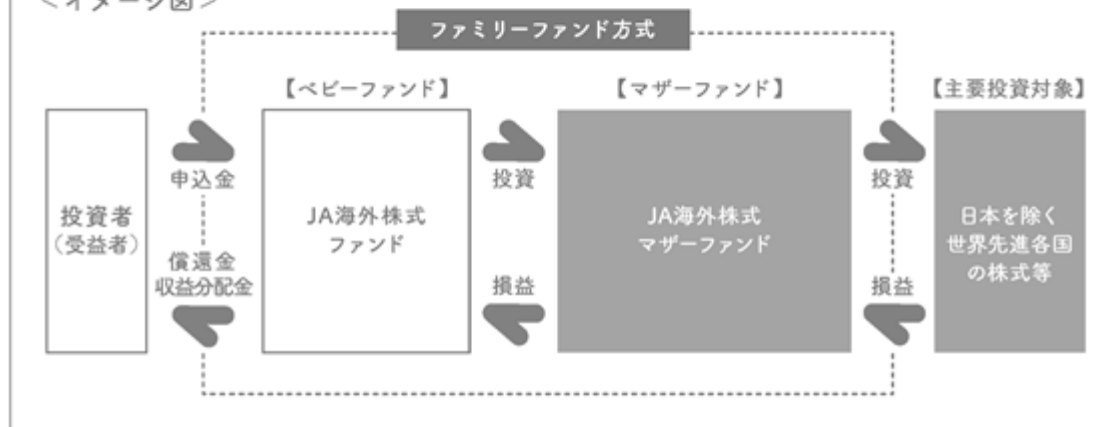 ＜イメージ図＞
ファミリーファンド方式
【ベビーファンド】
【マザーファンド】
【主要投資対象】
投資者
（受益者）
申込金
償還金
収益分配金
JA海外株式
ファンド
投資
損益
JA海外株式
マザーファンド
投資
損益
日本を除く
世界先進各国
の株式等